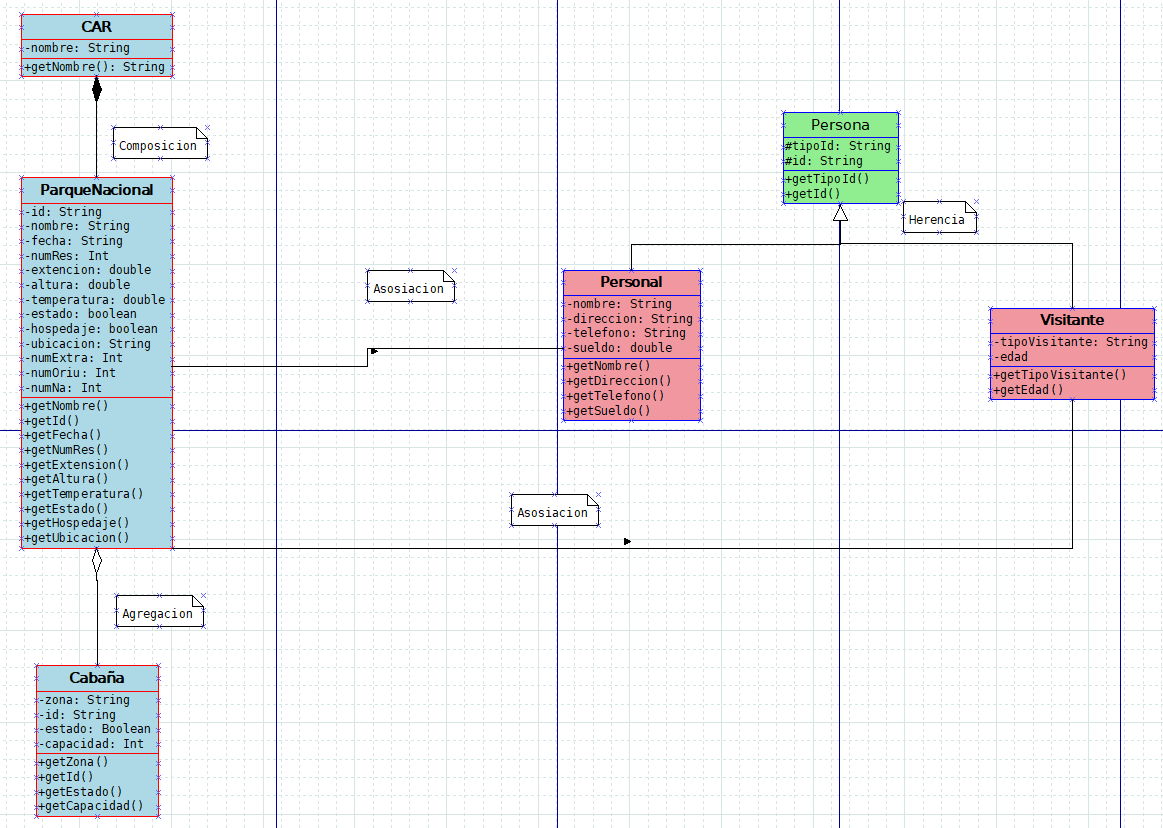 CAR
-nombre: String
+getNombre(): String
Composicion
ParqueNacional
-id: String
-nombre: String
-fecha: String
-numRes: Int
-extencion: double
-altura: double
-temperatura: double
-estado: boolean
-hospedaje: boolean
-ubicacion: String
-numExtra: Int
-numOriu: Int
-numNa: Int
+getNombre()
+getId()
+getFecha()
+getNumRes()
+getExtension()
+getAltura()
+getTemperatura()
+getEstado()
+getHospedaje()
+getUbicacion()
Agregacion
Cabaña
-zona: String
-id: String
-estado: Boolean
-capacidad: Int
+getZona()
+getId()
+getEstado()
+getCapacidad()
Asosiacion
Asosiacion
Persona
#tipoId: String
#id: String
+getTipoId()
+getId()
Herencia
Personal
-nombre: String
-direccion: String
-telefono: String
-sueldo: double
+getNombre()
+getDireccion()
+getTelefono()
+getSueldo()
Visitante
-tipoVisitante: String
-edad
+getTipoVisitante()
+getEdad()